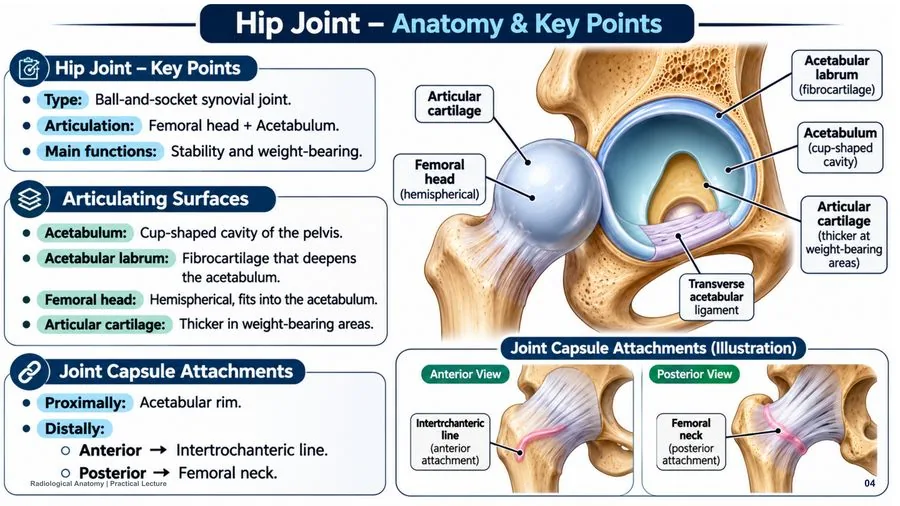 Hip Joint – Anatomy & Key Points
Hip Joint – Key Points
Type: Ball-and-socket synovial joint.
Articulation: Femoral head + Acetabulum.
Main functions: Stability and weight-bearing.
Articulating Surfaces
Acetabulum: Cup-shaped cavity of the pelvis.
Acetabular labrum: Fibrocartilage that deepens
the acetabulum.
Femoral head: Hemispherical, fits into the acetabulum.
Articular cartilage: Thicker in weight-bearing areas.
Joint Capsule Attachments
Proximally: Acetabular rim.
Distally:
Anterior → Intertrochanteric line.
Posterior → Femoral neck.
Radiological Anatomy | Practical Lecture
Articular
cartilage
Femoral
head
(hemispherical)
Acetabular
labrum
(fibrocartilage)
Acetabulum
(cup-shaped
cavity)
Articular
cartilage
(thicker at
weight-bearing
areas)
Transverse
acetabular
ligament
Joint Capsule Attachments (Illustration)
Anterior View
Intertrchanteric
line
(anterior
attachment)
Posterior View
Femoral
neck
(posterior
attachment)
04